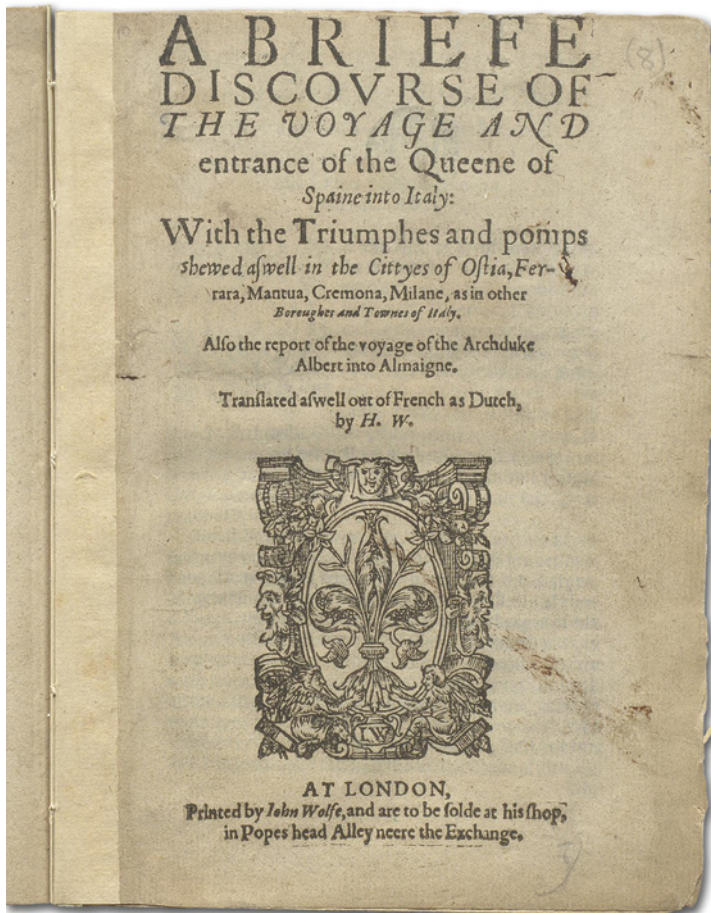 A BRIEFE
(8)
DISCOVRSE OF
THE VOYAGE AND
entrance of the Queene of
Spaine into Italy:
With the Triumphes and pomps
shewed aſwell in the Cittyes of Oſtia, Fer-
rara, Mantua, Cremona, Milane, as in other
Boroughes and Townes of Italy.
Alſo the report of the voyage of the Archduke
Albert into Almaigne.
Tranſlated aſwell out of French as Dutch,
by H. W.
I.W
AT LONDON,
Printed by Iohn Wolfe, and are to be ſolde at his ſhop,
in Popes head Alley neere the Exchange.